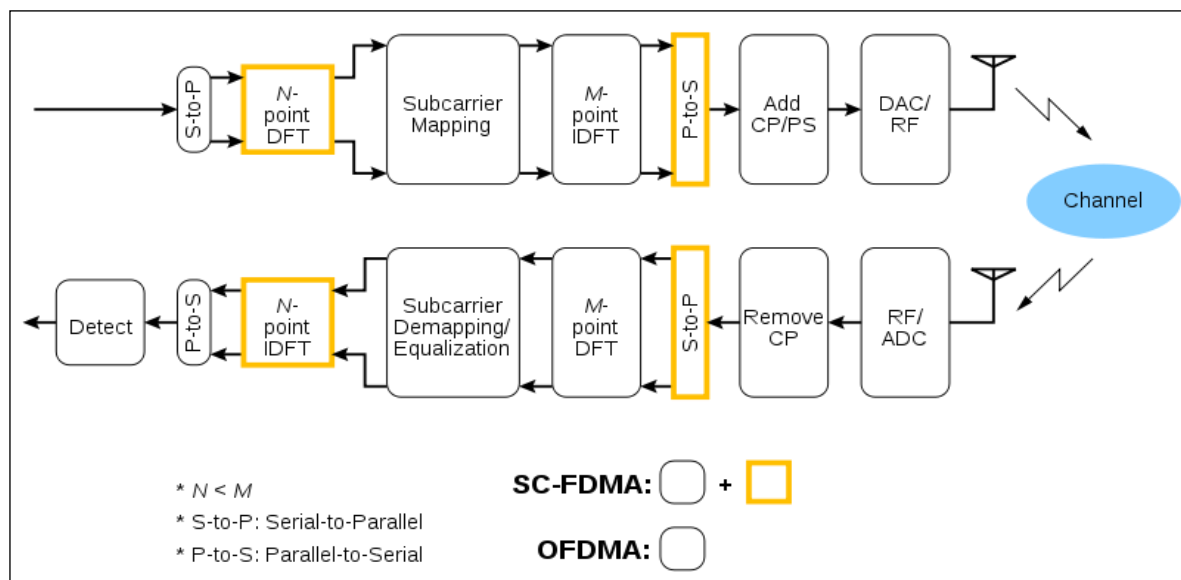 S-to-P
N-
point
DFT
Subcarrier
Mapping
M-
point
IDFT
P-to-S
Add
CP/PS
DAC/
RF
Channel
Detect
P-to-S
N-
point
IDFT
Subcarrier
Demapping/
Equalization
M-
point
DFT
S-to-P
Remove
CP
RF/
ADC
* N < M
* S-to-P: Serial-to-Parallel
* P-to-S: Parallel-to-Serial
SC-FDMA: +
OFDMA: